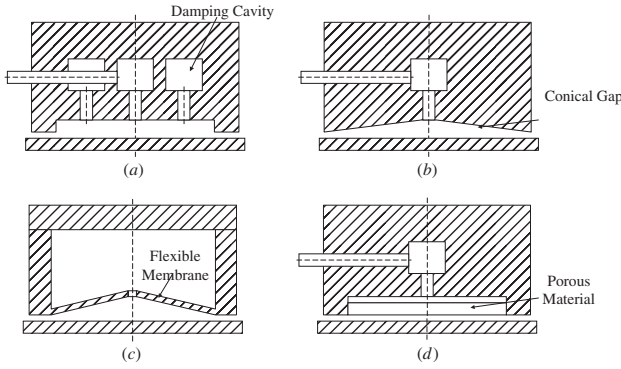 Damping Cavity
Conical Gap
(a)
(b)
Flexible
Membrane
Porous
Material
(c)
(d)